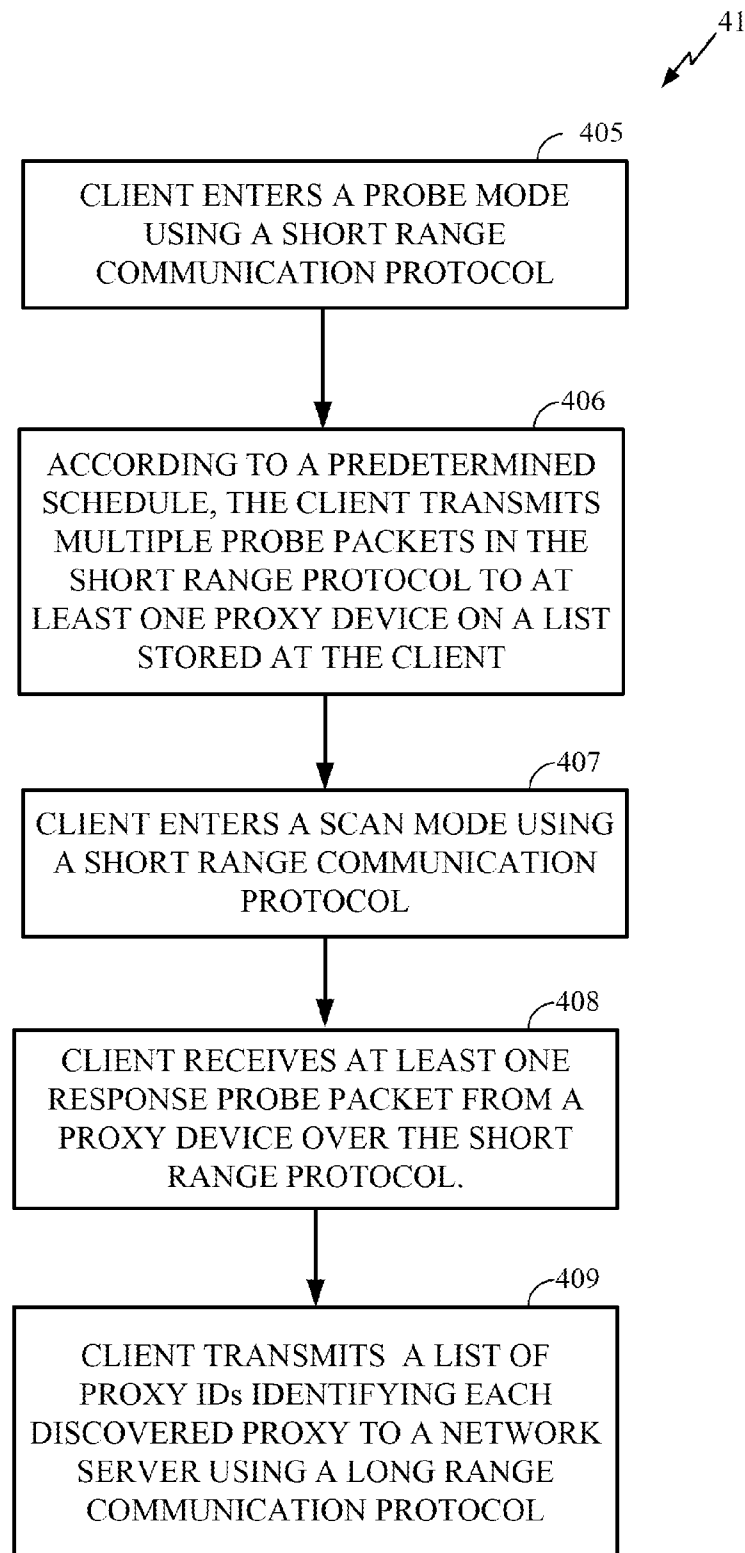 41
405
CLIENT ENTERS A PROBE MODE
USING A SHORT RANGE
COMMUNICATION PROTOCOL
406
ACCORDING TO A PREDETERMINED
SCHEDULE, THE CLIENT TRANSMITS
MULTIPLE PROBE PACKETS IN THE
SHORT RANGE PROTOCOL TO AT
LEAST ONE PROXY DEVICE ON A LIST
STORED AT THE CLIENT
407
CLIENT ENTERS A SCAN MODE USING
A SHORT RANGE COMMUNICATION
PROTOCOL
408
CLIENT RECEIVES AT LEAST ONE
RESPONSE PROBE PACKET FROM A
PROXY DEVICE OVER THE SHORT
RANGE PROTOCOL.
409
CLIENT TRANSMITS A LIST OF
PROXY IDs IDENTIFYING EACH
DISCOVERED PROXY TO A NETWORK
SERVER USING A LONG RANGE
COMMUNICATION PROTOCOL